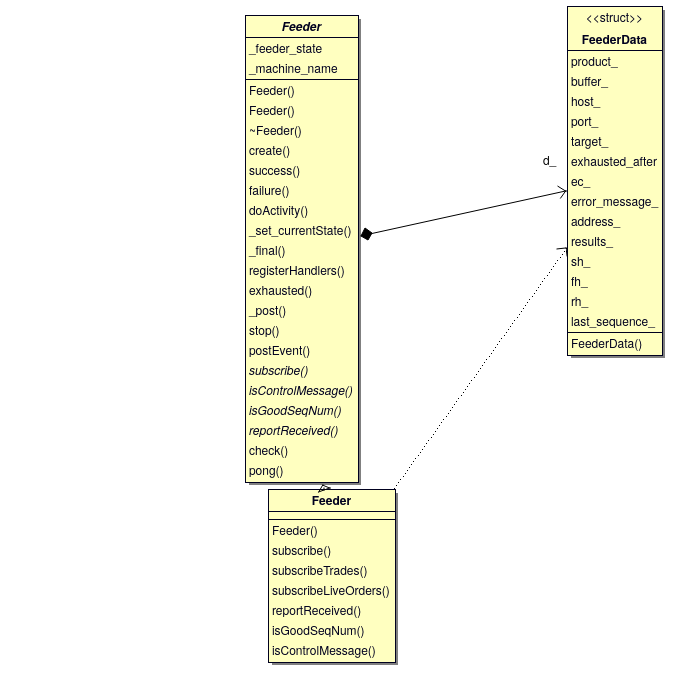 Feeder
_feeder_state
_machine_name
Feeder()
Feeder()
~Feeder()
create()
success()
failure()
doActivity()
_set_currentState()
_final()
registerHandlers()
exhausted()
_post()
stop()
postEvent()
subscribe()
isControlMessage()
isGoodSeqNum()
reportReceived()
check()
pong()
d_
<<struct>>
FeederData
product_
buffer_
host_
port_
target_
exhausted_after
ec_
error_message_
address_
results_
sh_
fh_
rh_
last_sequence_
FeederData()
Feeder
Feeder()
subscribe()
subscribeTrades()
subscribeLiveOrders()
reportReceived()
isGoodSeqNum()
isControlMessage()